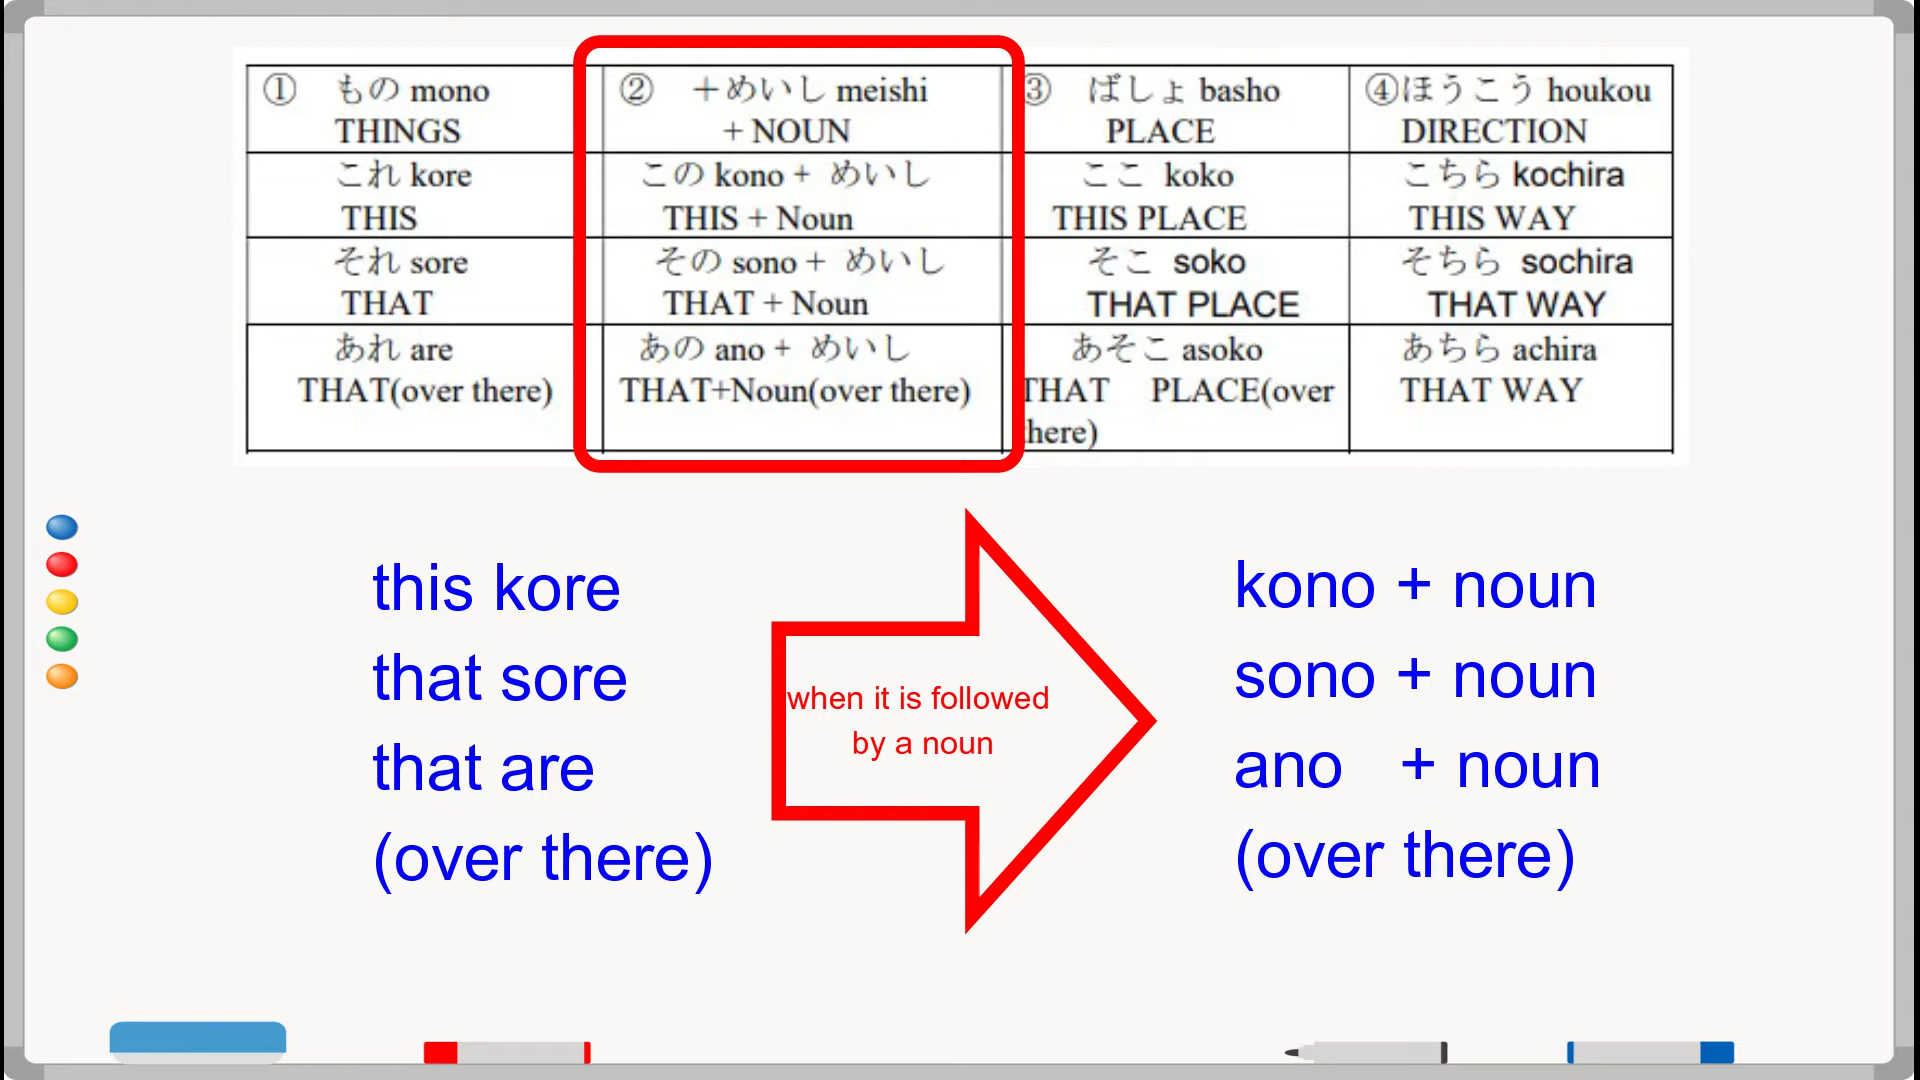 ① もの mono
THINGS
② ＋めいし meishi
+ NOUN
③ ばしょ basho
PLACE
④ほうこう houkou
DIRECTION
これ kore
THIS
この kono + めいし
THIS + Noun
ここ koko
THIS PLACE
こちら kochira
THIS WAY
それ sore
THAT
その sono + めいし
THAT + Noun
そこ soko
THAT PLACE
そちら sochira
THAT WAY
あれ are
THAT(over there)
あの ano + めいし
THAT+Noun(over there)
あそこ asoko
THAT PLACE(over
there)
あちら achira
THAT WAY
this kore
that sore
that are
(over there)
when it is followed
by a noun
kono + noun
sono + noun
ano + noun
(over there)